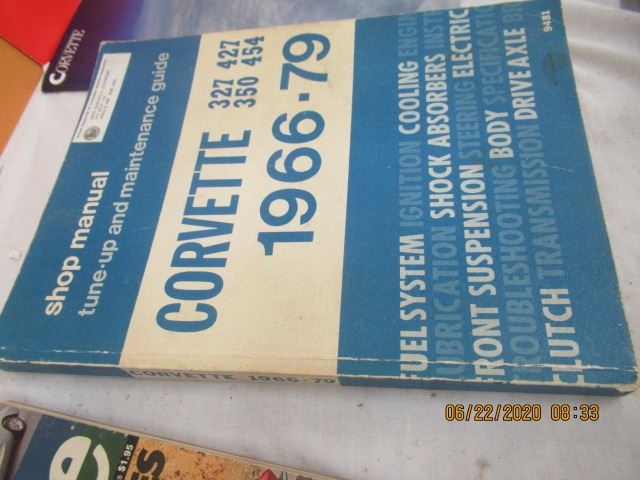 CORVETTE
shop manual
tune-up and maintenance guide
CORVETTE 327 427
350 454
1966-79
FUEL SYSTEM IGNITION COOLING
LUBRICATION SHOCK ABSORBERS
FRONT SUSPENSION STEERING ELECTRIC
TROUBLESHOOTING BODY
CLUTCH TRANSMISSION DRIVE AXLE
9481
CORVETTE 1966-79
$1.95
06/22/2020 08:33